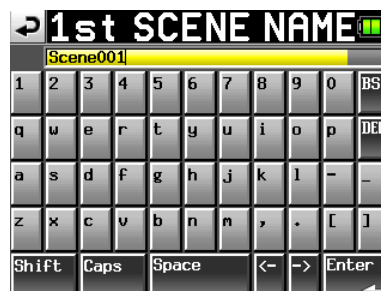 1st SCENE NAME
Scene001
1 2 3 4 5 6 7 8 9 0 BS
q w e r t y u i o p DEL
a s d f g h j k l - _
z x c v b n m , . [ ]
Shift Caps Space <- -> Enter